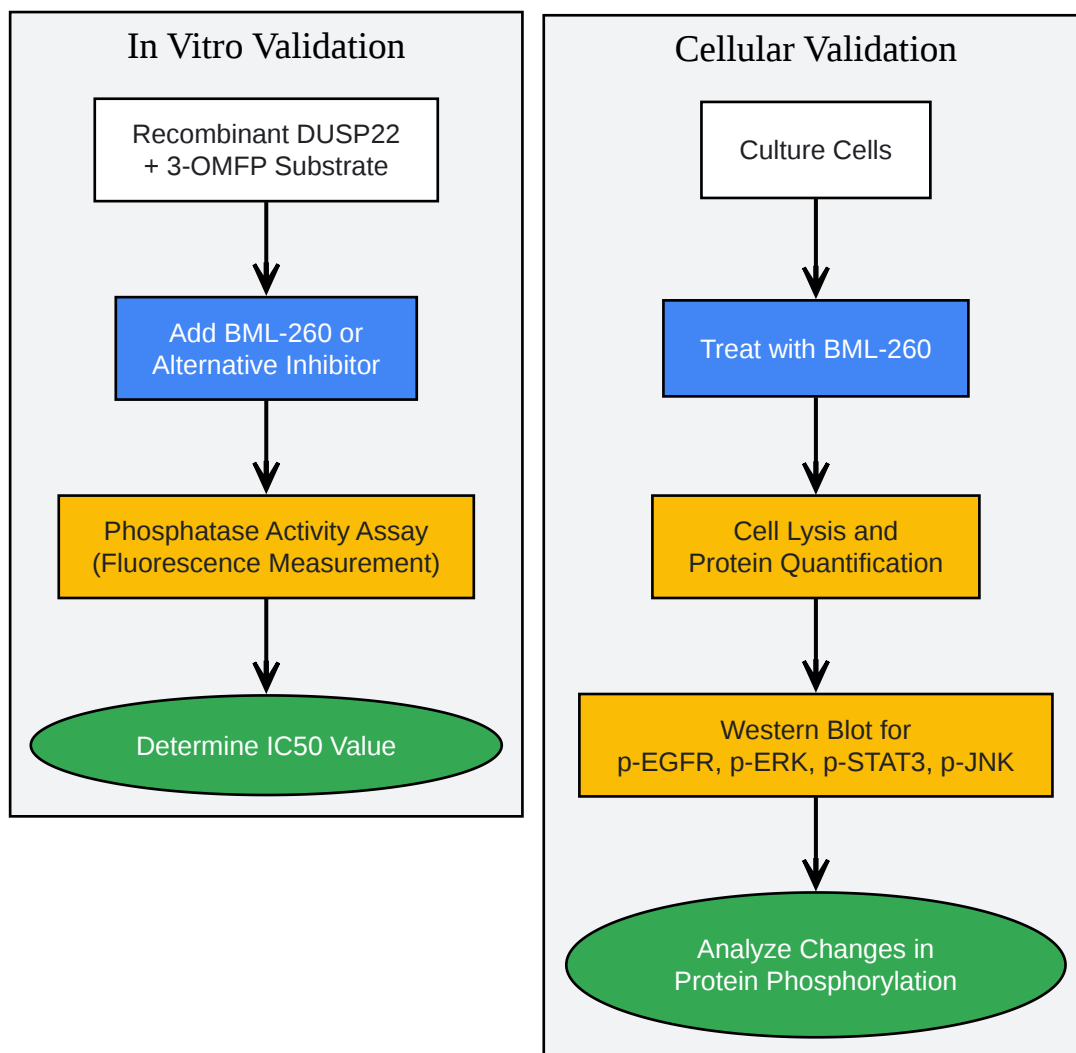 In Vitro Validation
Recombinant DUSP22
+ 3-OMFP Substrate
Add BML-260 or
Alternative Inhibitor
Phosphatase Activity Assay
(Fluorescence Measurement)
Determine IC50 Value
Cellular Validation
Culture Cells
Treat with BML-260
Cell Lysis and
Protein Quantification
Western Blot for
p-EGFR, p-ERK, p-STAT3, p-JNK
Analyze Changes in
Protein Phosphorylation